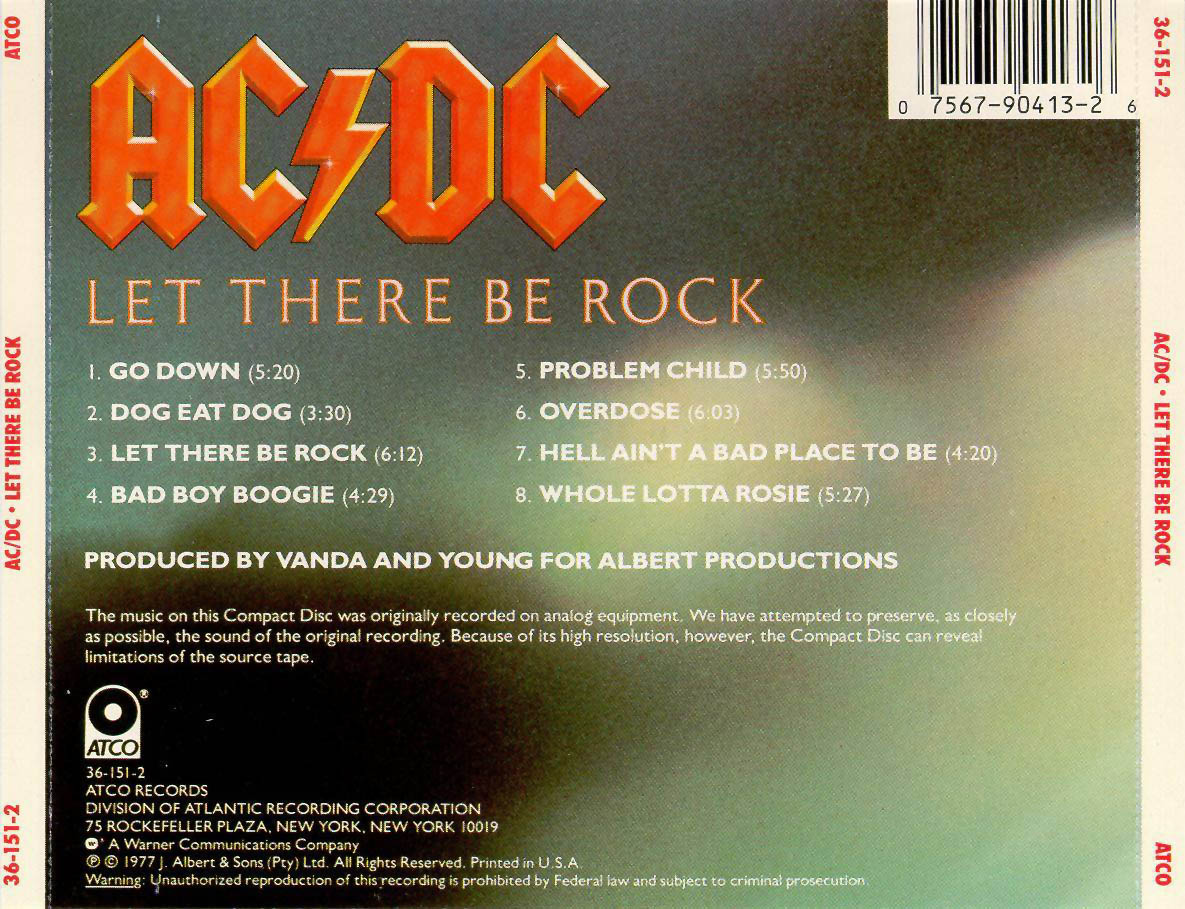 ATCO
AC/DC • LET THERE BE ROCK
36-151-2
AC/DC
LET THERE BE ROCK
0 7567-90413-2 6
1. GO DOWN (5:20)
2. DOG EAT DOG (3:30)
3. LET THERE BE ROCK (6:12)
4. BAD BOY BOOGIE (4:29)
5. PROBLEM CHILD (5:50)
6. OVERDOSE (6:03)
7. HELL AIN'T A BAD PLACE TO BE (4:20)
8. WHOLE LOTTA ROSIE (5:27)
PRODUCED BY VANDA AND YOUNG FOR ALBERT PRODUCTIONS
The music on this Compact Disc was originally recorded on analog equipment. We have attempted to preserve, as closely
as possible, the sound of the original recording. Because of its high resolution, however, the Compact Disc can reveal
limitations of the source tape.
®
ATCO
36-151-2
ATCO RECORDS
DIVISION OF ATLANTIC RECORDING CORPORATION
75 ROCKEFELLER PLAZA, NEW YORK, NEW YORK 10019
A Warner Communications Company
℗ © 1977 J. Albert & Sons (Pty) Ltd. All Rights Reserved. Printed in U.S.A.
Warning: Unauthorized reproduction of this recording is prohibited by Federal law and subject to criminal prosecution.
36-151-2
AC/DC • LET THERE BE ROCK
ATCO